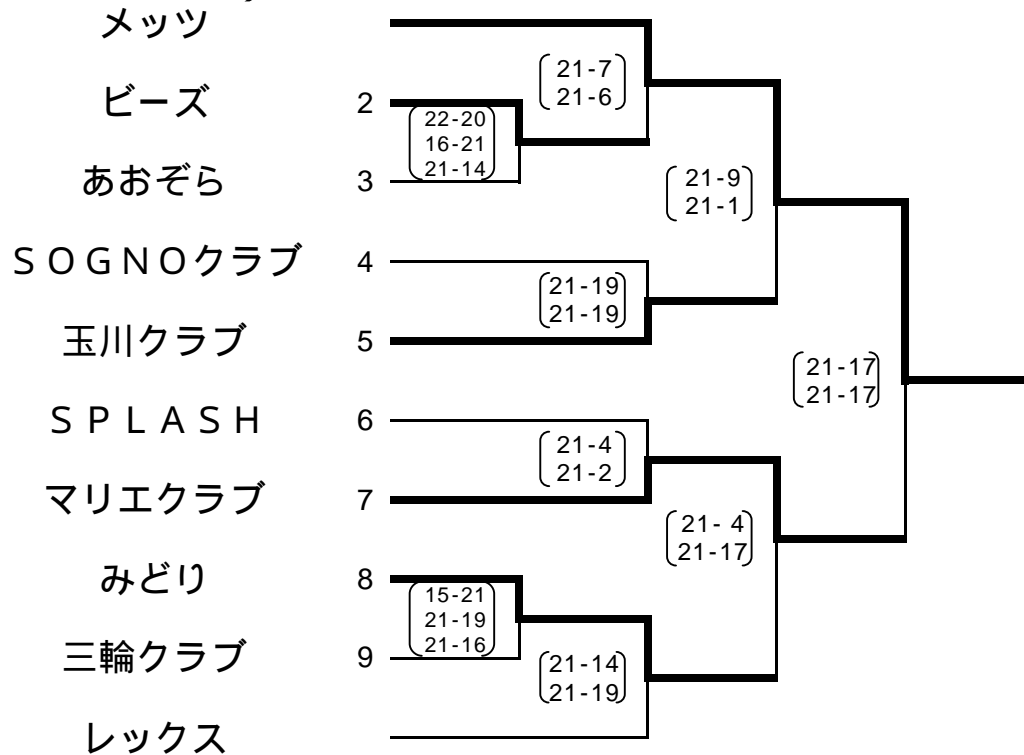 メッツ
21-7
21-6
ビーズ 2
22-20
16-21
21-14
あおぞら 3
21-9
21-1
ＳＯＧＮＯクラブ 4
21-19
21-19
玉川クラブ 5
21-17
21-17
ＳＰＬＡＳＨ 6
21-4
21-2
マリエクラブ 7
21- 4
21-17
みどり 8
15-21
21-19
21-16
三輪クラブ 9
21-14
21-19
レックス